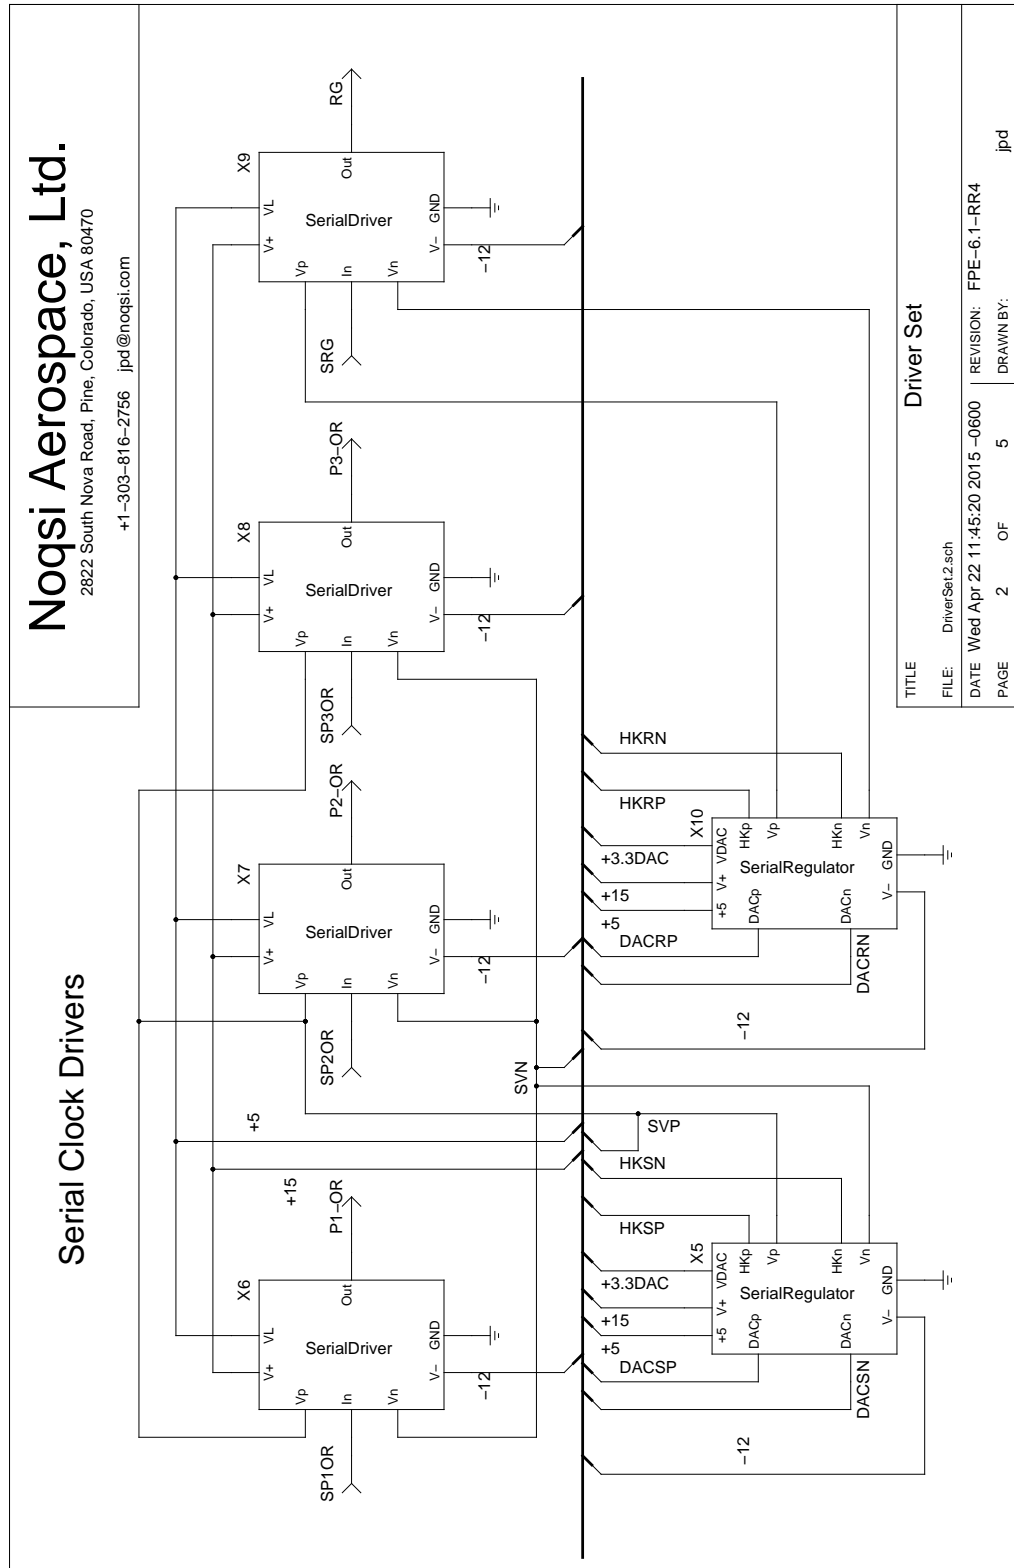 Noqsi Aerospace, Ltd.
2822 South Nova Road, Pine, Colorado, USA 80470
+1−303−816−2756 jpd@noqsi.com
Serial Clock Drivers
X6
SerialDriver
V+
VL
Vp
In
Vn
Out
V−
GND
SP1OR
P1−OR
−12
+15
+5
X7
SerialDriver
V+
VL
Vp
In
Vn
Out
V−
GND
SP2OR
P2−OR
−12
X8
SerialDriver
V+
VL
Vp
In
Vn
Out
V−
GND
SP3OR
P3−OR
−12
X9
SerialDriver
V+
VL
Vp
In
Vn
Out
V−
GND
SRG
RG
−12
SVN
SVP
HKSN
HKSP
+3.3DAC
+15
+5
DACSP
DACSN
−12
X5
SerialRegulator
+5
V+
VDAC
DACp
DACn
HKp
Vp
HKn
Vn
V−
GND
HKRN
HKRP
+3.3DAC
+15
+5
DACRP
DACRN
−12
X10
SerialRegulator
+5
V+
VDAC
DACp
DACn
HKp
Vp
HKn
Vn
V−
GND
TITLE
Driver Set
FILE: DriverSet.2.sch
DATE Wed Apr 22 11:45:20 2015 −0600
REVISION: FPE−6.1−RR4
PAGE 2 OF 5
DRAWN BY: jpd